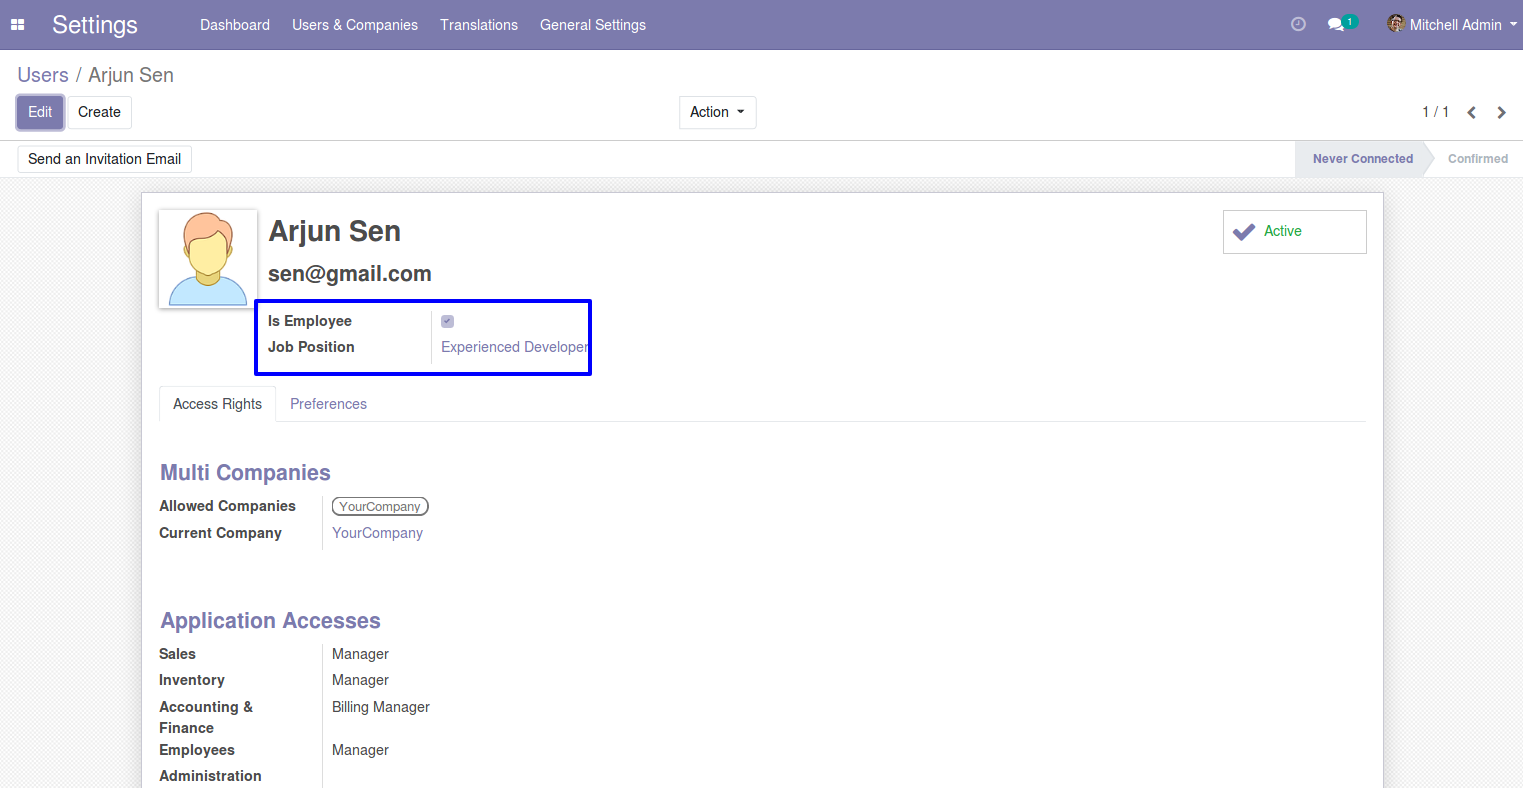 Settings Dashboard Users & Companies Translations General Settings 1 Mitchell Admin
Users / Arjun Sen
Edit Create Action 1 / 1
Send an Invitation Email Never Connected Confirmed
Arjun Sen Active
sen@gmail.com
Is Employee
Job Position Experienced Developer
Access Rights Preferences
Multi Companies
Allowed Companies YourCompany
Current Company YourCompany
Application Accesses
Sales Manager
Inventory Manager
Accounting & Billing Manager
Finance
Employees Manager
Administration